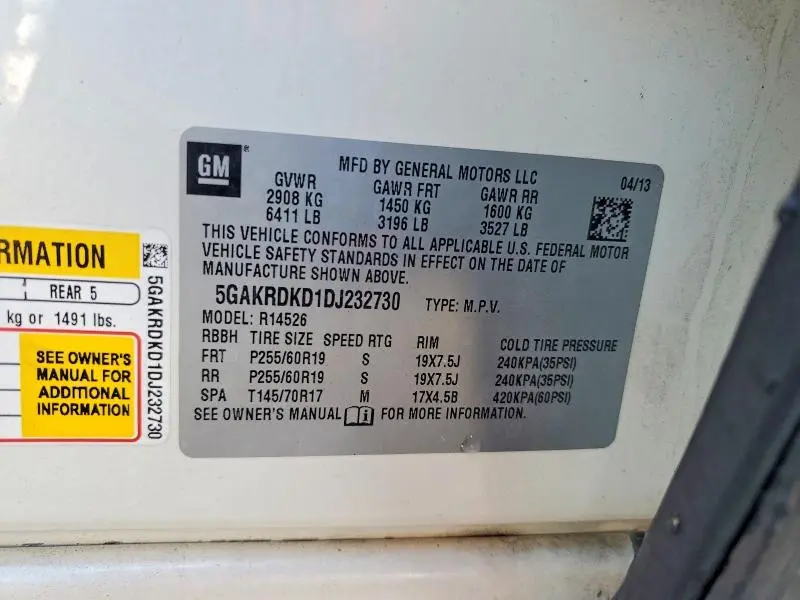 GM
MFD BY GENERAL MOTORS LLC
04/13
GVWR GAWR FRT GAWR RR
2908 KG 1450 KG 1600 KG
6411 LB 3196 LB 3527 LB
THIS VEHICLE CONFORMS TO ALL APPLICABLE U.S. FEDERAL MOTOR
VEHICLE SAFETY STANDARDS IN EFFECT ON THE DATE OF
MANUFACTURE SHOWN ABOVE.
5GAKRDKD1DJ232730 TYPE: M.P.V.
MODEL: R14526
RBBH TIRE SIZE SPEED RTG RIM COLD TIRE PRESSURE
FRT P255/60R19 S 19X7.5J 240KPA(35PSI)
RR P255/60R19 S 19X7.5J 240KPA(35PSI)
SPA T145/70R17 M 17X4.5B 420KPA(60PSI)
SEE OWNER'S MANUAL FOR MORE INFORMATION.
RMATION
REAR 5
kg or 1491 lbs.
SEE OWNER'S
MANUAL FOR
ADDITIONAL
INFORMATION
5GAKRDKD1DJ232730